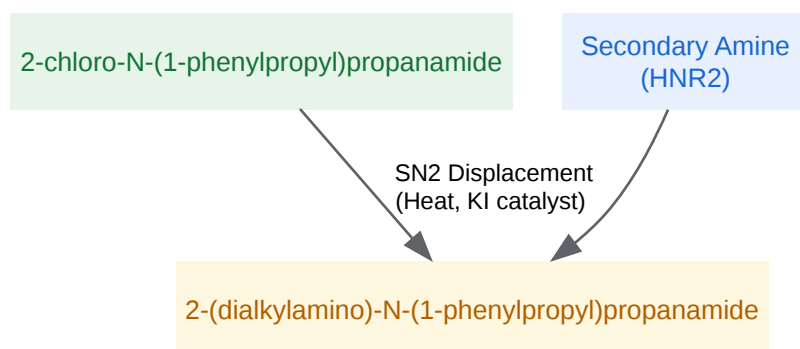 2-chloro-N-(1-phenylpropyl)propanamide
Secondary Amine
(HNR2)
SN2 Displacement
(Heat, KI catalyst)
2-(dialkylamino)-N-(1-phenylpropyl)propanamide